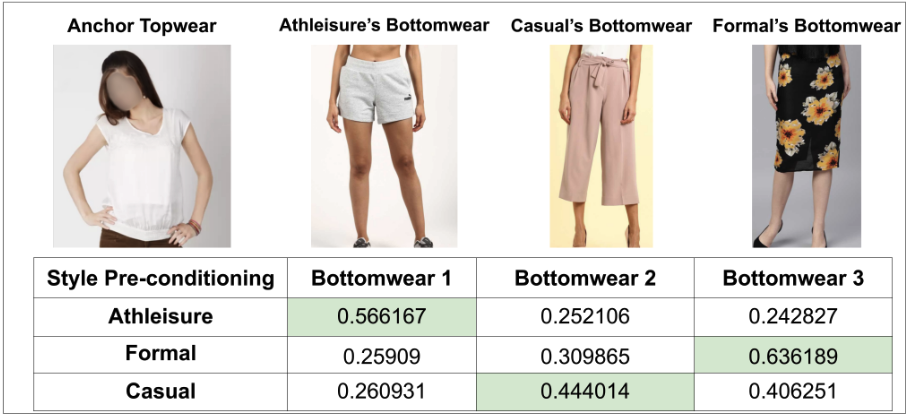 Anchor Topwear Athleisure's Bottomwear Casual's Bottomwear Formal's Bottomwear
Style Pre-conditioning Bottomwear 1 Bottomwear 2 Bottomwear 3
Athleisure 0.566167 0.252106 0.242827
Formal 0.25909 0.309865 0.636189
Casual 0.260931 0.444014 0.406251